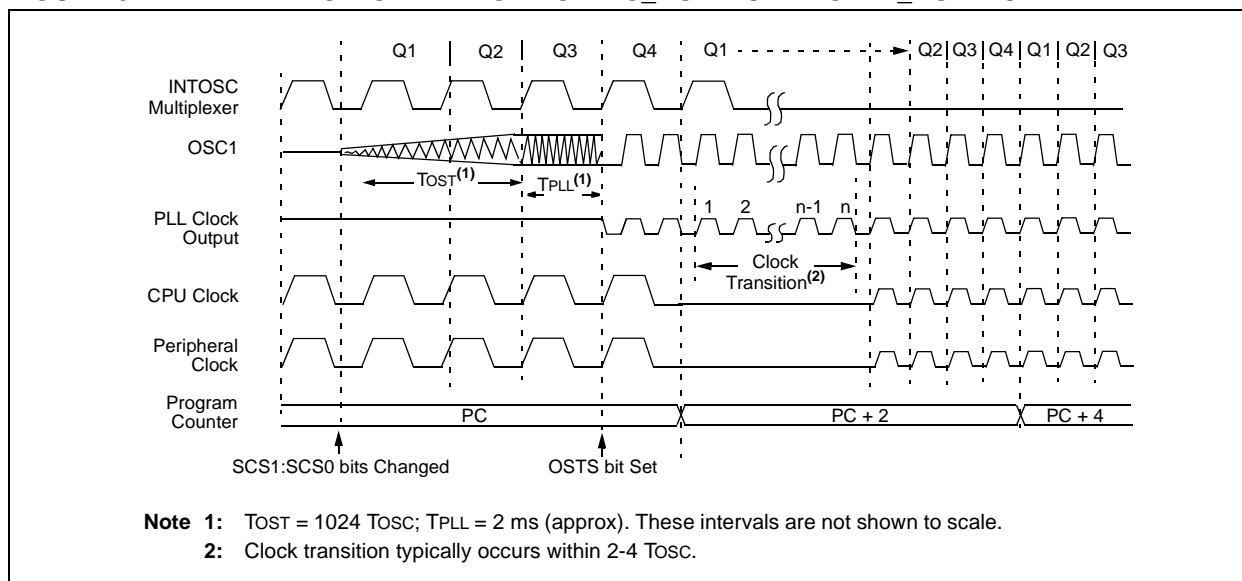 Q1 Q2 Q3 Q4 Q1 Q2 Q3 Q4 Q1 Q2 Q3
INTOSC
Multiplexer
OSC1
TOST(1) TPLL(1)
1 2 n-1 n
PLL Clock
Output
Clock
Transition(2)
CPU Clock
Peripheral
Clock
Program
Counter
PC PC + 2 PC + 4
SCS1:SCS0 bits Changed OSTS bit Set
Note 1: TOST = 1024 TOSC; TPLL = 2 ms (approx). These intervals are not shown to scale.
2: Clock transition typically occurs within 2-4 TOSC.